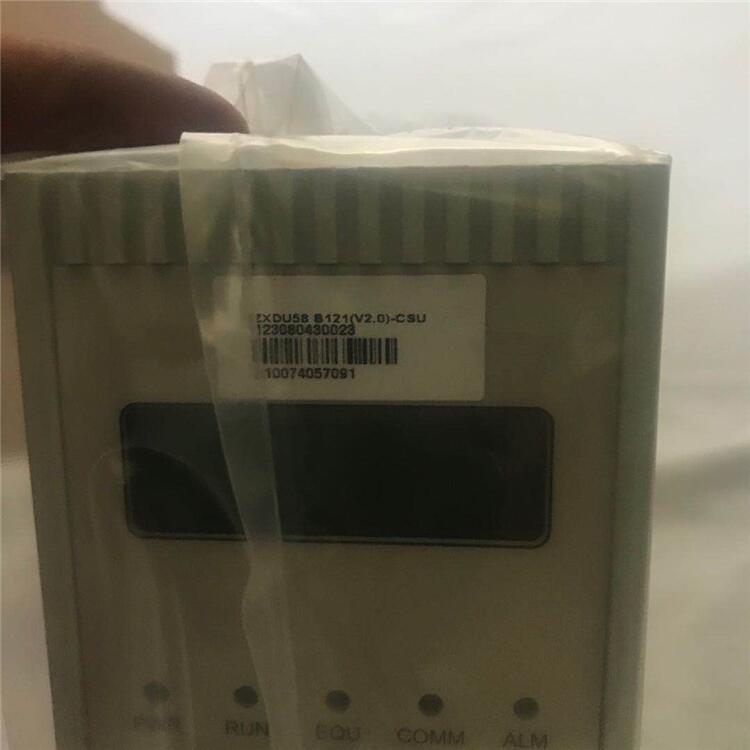 ZXDU58 B121(V2.0)-CSU
123080430023
210074057091
PWR RUN EQU COMM ALM